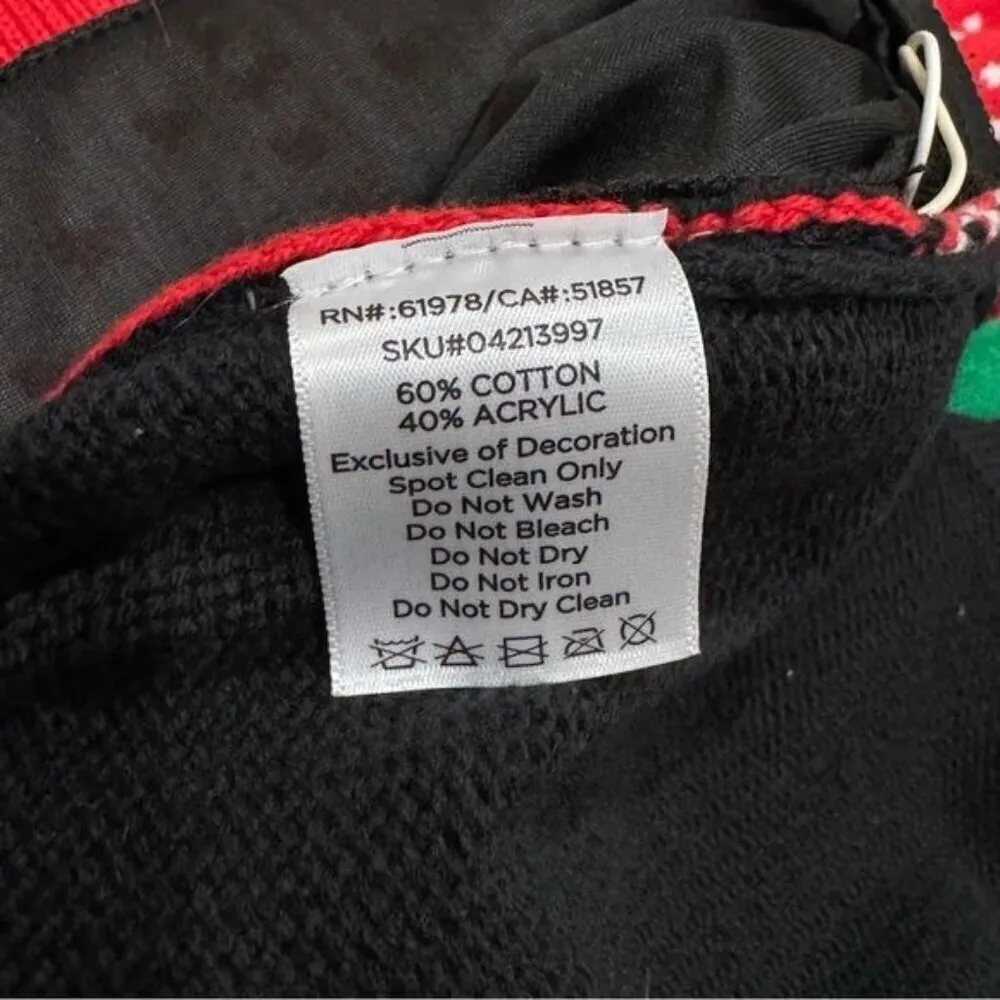 RN#:61978/CA#:51857
SKU#04213997
60% COTTON
40% ACRYLIC
Exclusive of Decoration
Spot Clean Only
Do Not Wash
Do Not Bleach
Do Not Dry
Do Not Iron
Do Not Dry Clean